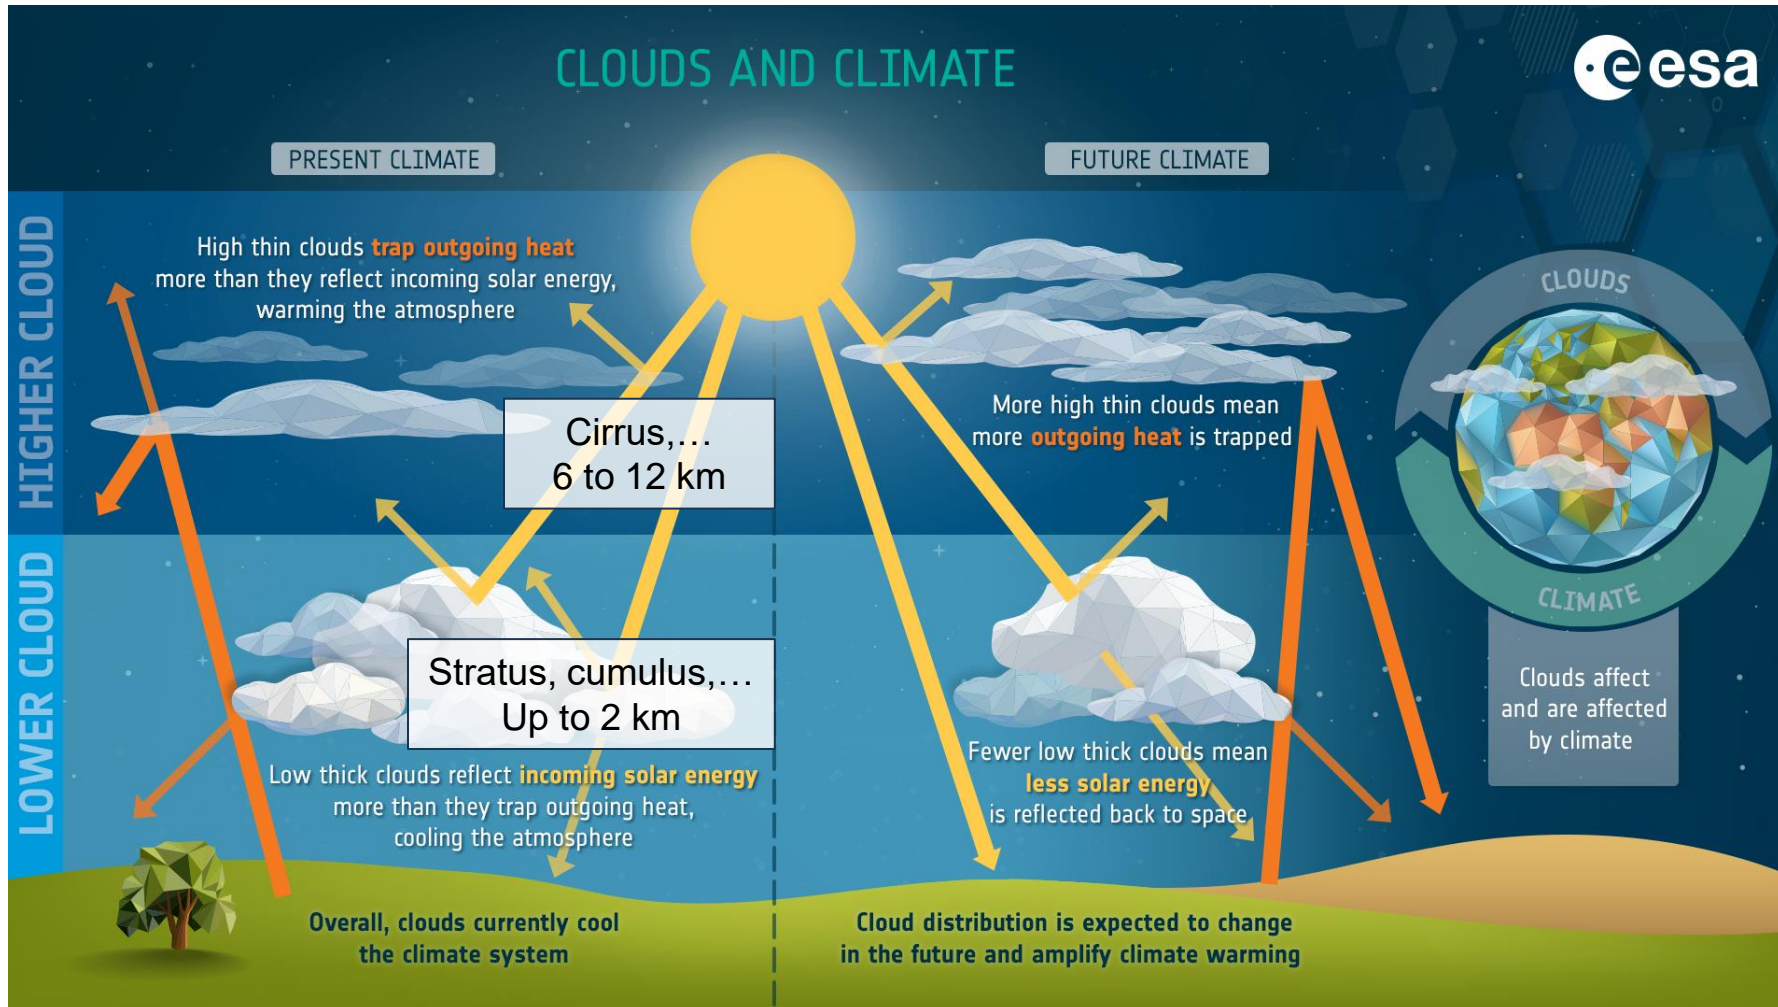 CLOUDS AND CLIMATE
esa
PRESENT CLIMATE
FUTURE CLIMATE
HIGHER CLOUD
LOWER CLOUD
High thin clouds trap outgoing heat
more than they reflect incoming solar energy,
warming the atmosphere
Cirrus,...
6 to 12 km
Stratus, cumulus,...
Up to 2 km
Low thick clouds reflect incoming solar energy
more than they trap outgoing heat,
cooling the atmosphere
Overall, clouds currently cool
the climate system
More high thin clouds mean
more outgoing heat is trapped
Fewer low thick clouds mean
less solar energy
is reflected back to space
Cloud distribution is expected to change
in the future and amplify climate warming
CLOUDS
CLIMATE
Clouds affect
and are affected
by climate